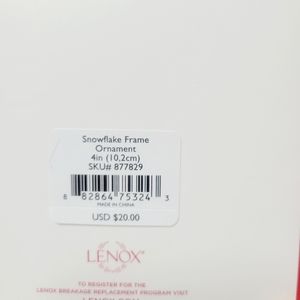 Snowflake Frame
Ornament
4in (10,2cm)
SKU# 877829
8 82864 75324 3
MADE IN CHINA
USD $20.00
LENOX®
TO REGISTER FOR THE
LENOX BREAKAGE REPLACEMENT PROGRAM VISIT